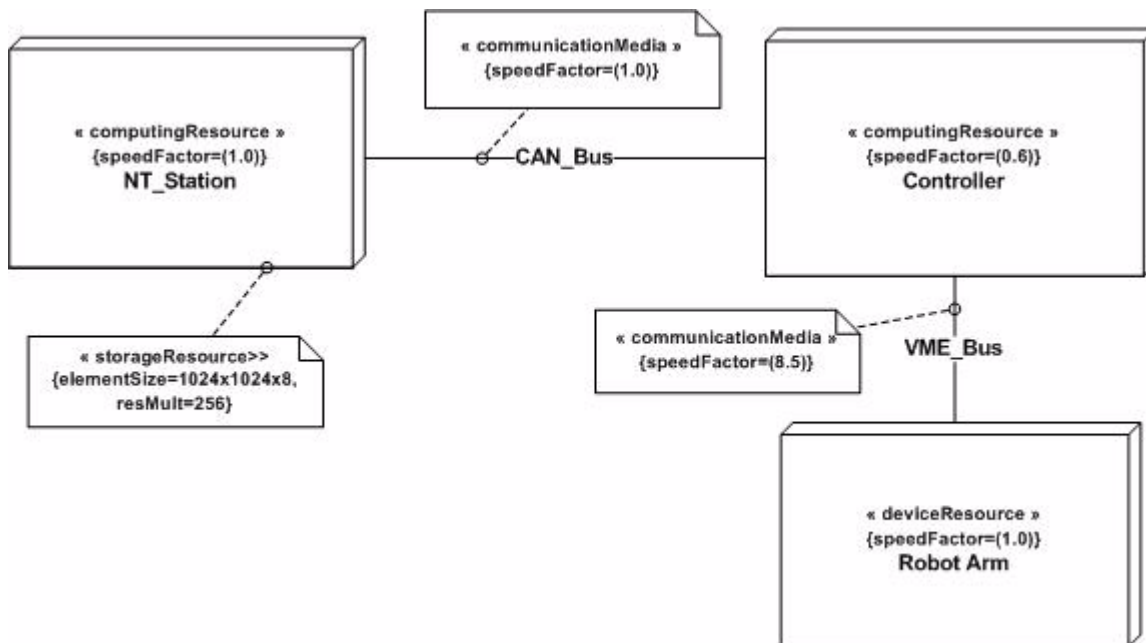 « communicationMedia »
{speedFactor=(1.0)}
« computingResource »
{speedFactor=(1.0)}
NT_Station
CAN_Bus
« computingResource »
{speedFactor=(0.6)}
Controller
« storageResource>>
{elementSize=1024x1024x8,
resMult=256}
« communicationMedia »
{speedFactor=(8.5)}
VME_Bus
« deviceResource »
{speedFactor=(1.0)}
Robot Arm